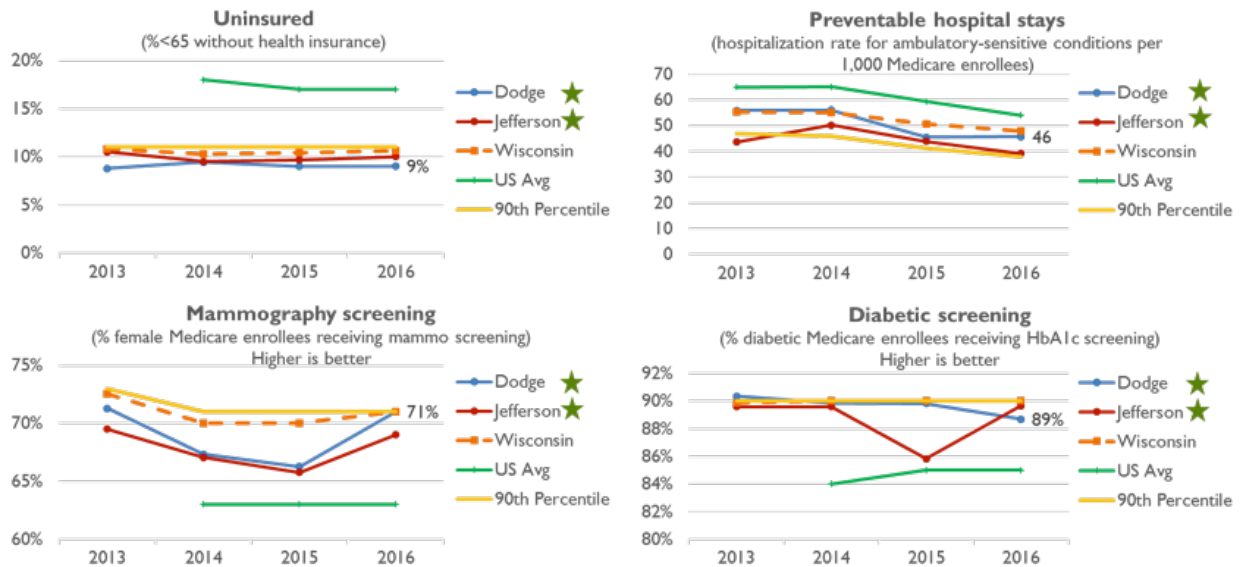 Uninsured
(%<65 without health insurance)
20%
15%
10%
5%
0%
9%
2013 2014 2015 2016
Dodge
Jefferson
Wisconsin
US Avg
90th Percentile
Preventable hospital stays
(hospitalization rate for ambulatory-sensitive conditions per
1,000 Medicare enrollees)
70
60
50
40
30
20
10
0
46
2013 2014 2015 2016
Dodge
Jefferson
Wisconsin
US Avg
90th Percentile
Mammography screening
(% female Medicare enrollees receiving mammo screening)
Higher is better
75%
70%
65%
60%
71%
2013 2014 2015 2016
Dodge
Jefferson
Wisconsin
US Avg
90th Percentile
Diabetic screening
(% diabetic Medicare enrollees receiving HbA1c screening)
Higher is better
92%
90%
88%
86%
84%
82%
80%
89%
2013 2014 2015 2016
Dodge
Jefferson
Wisconsin
US Avg
90th Percentile